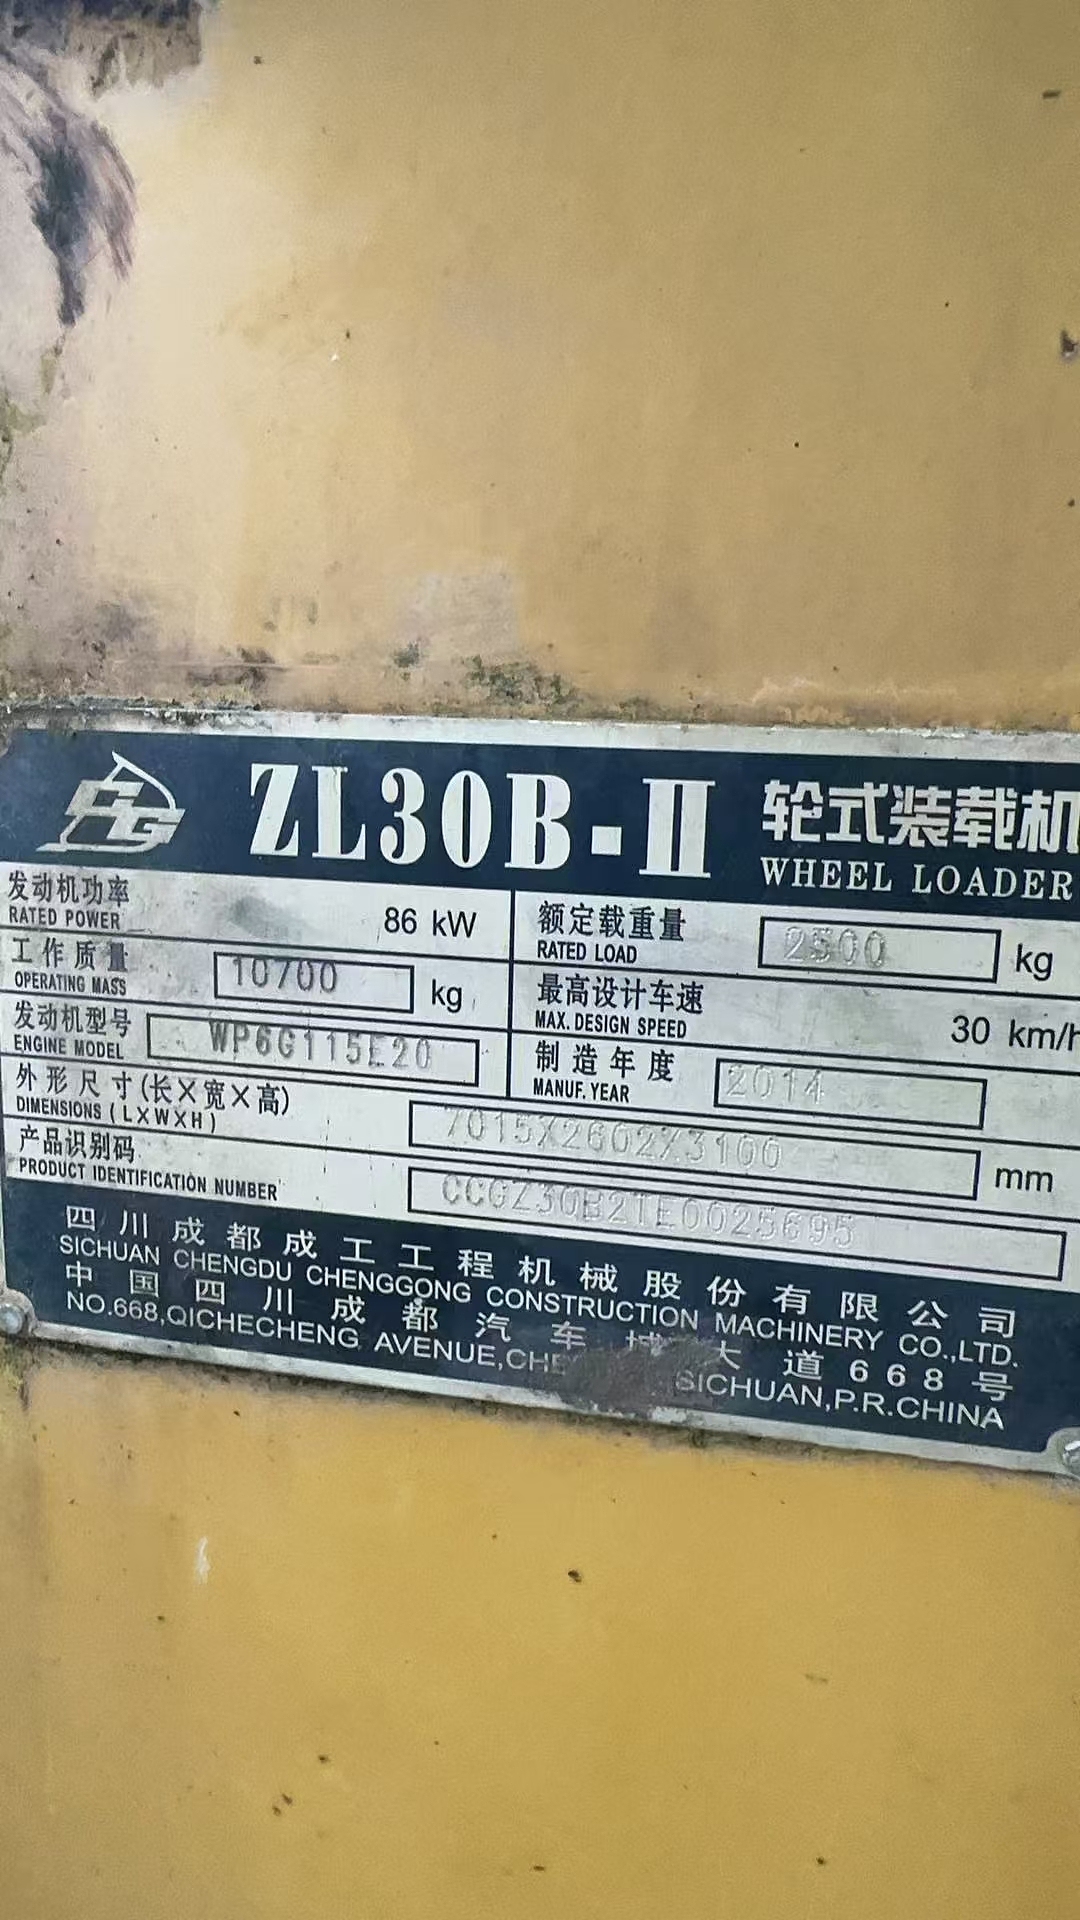 CG
ZL30B-II 轮式装载机
WHEEL LOADER
发动机功率
RATED POWER
86 kW
额定载重量
RATED LOAD
2500 kg
工作质量
OPERATING MASS
10700 kg
最高设计车速
MAX. DESIGN SPEED
30 km/h
发动机型号
ENGINE MODEL
WP6G115E20
制造年度
MANUF. YEAR
2014
外形尺寸(长×宽×高)
DIMENSIONS (LXWXH)
7015X2602X3100 mm
产品识别码
PRODUCT IDENTIFICATION NUMBER
CCGZ30B2TE0025695
四川成都成工工程机械股份有限公司
SICHUAN CHENGDU CHENGGONG CONSTRUCTION MACHINERY CO.,LTD.
中国四川成都汽车城大道668号
NO.668,QICHECHENG AVENUE, SICHUAN,P.R.CHINA